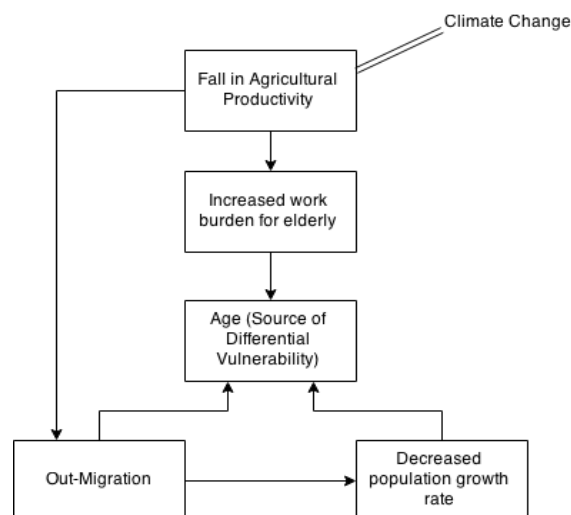 Climate Change
Fall in Agricultural
Productivity
Increased work
burden for elderly
Age (Source of
Differential
Vulnerability)
Out-Migration
Decreased
population growth
rate